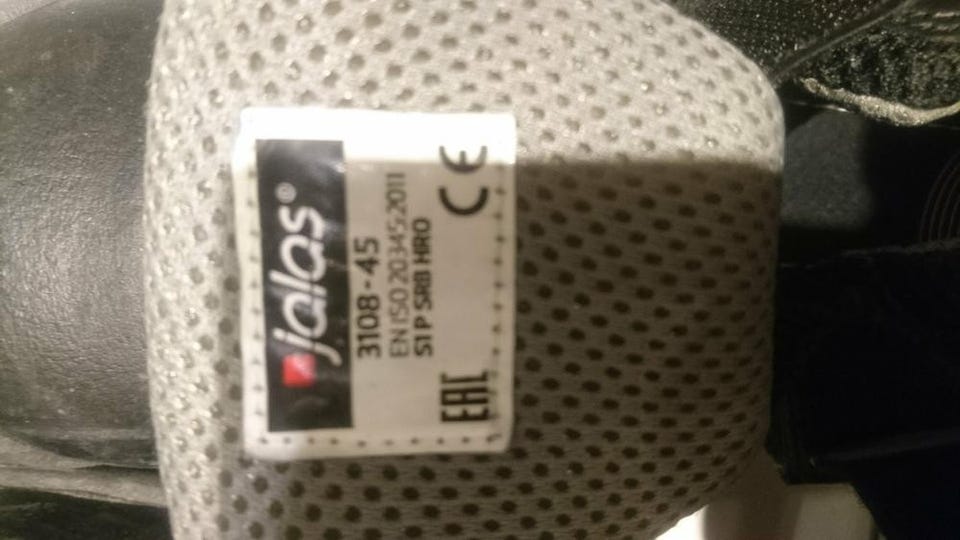 jalas®
3108-45
EN ISO 20345:2011
S1 P SRB HRO
EAC CE